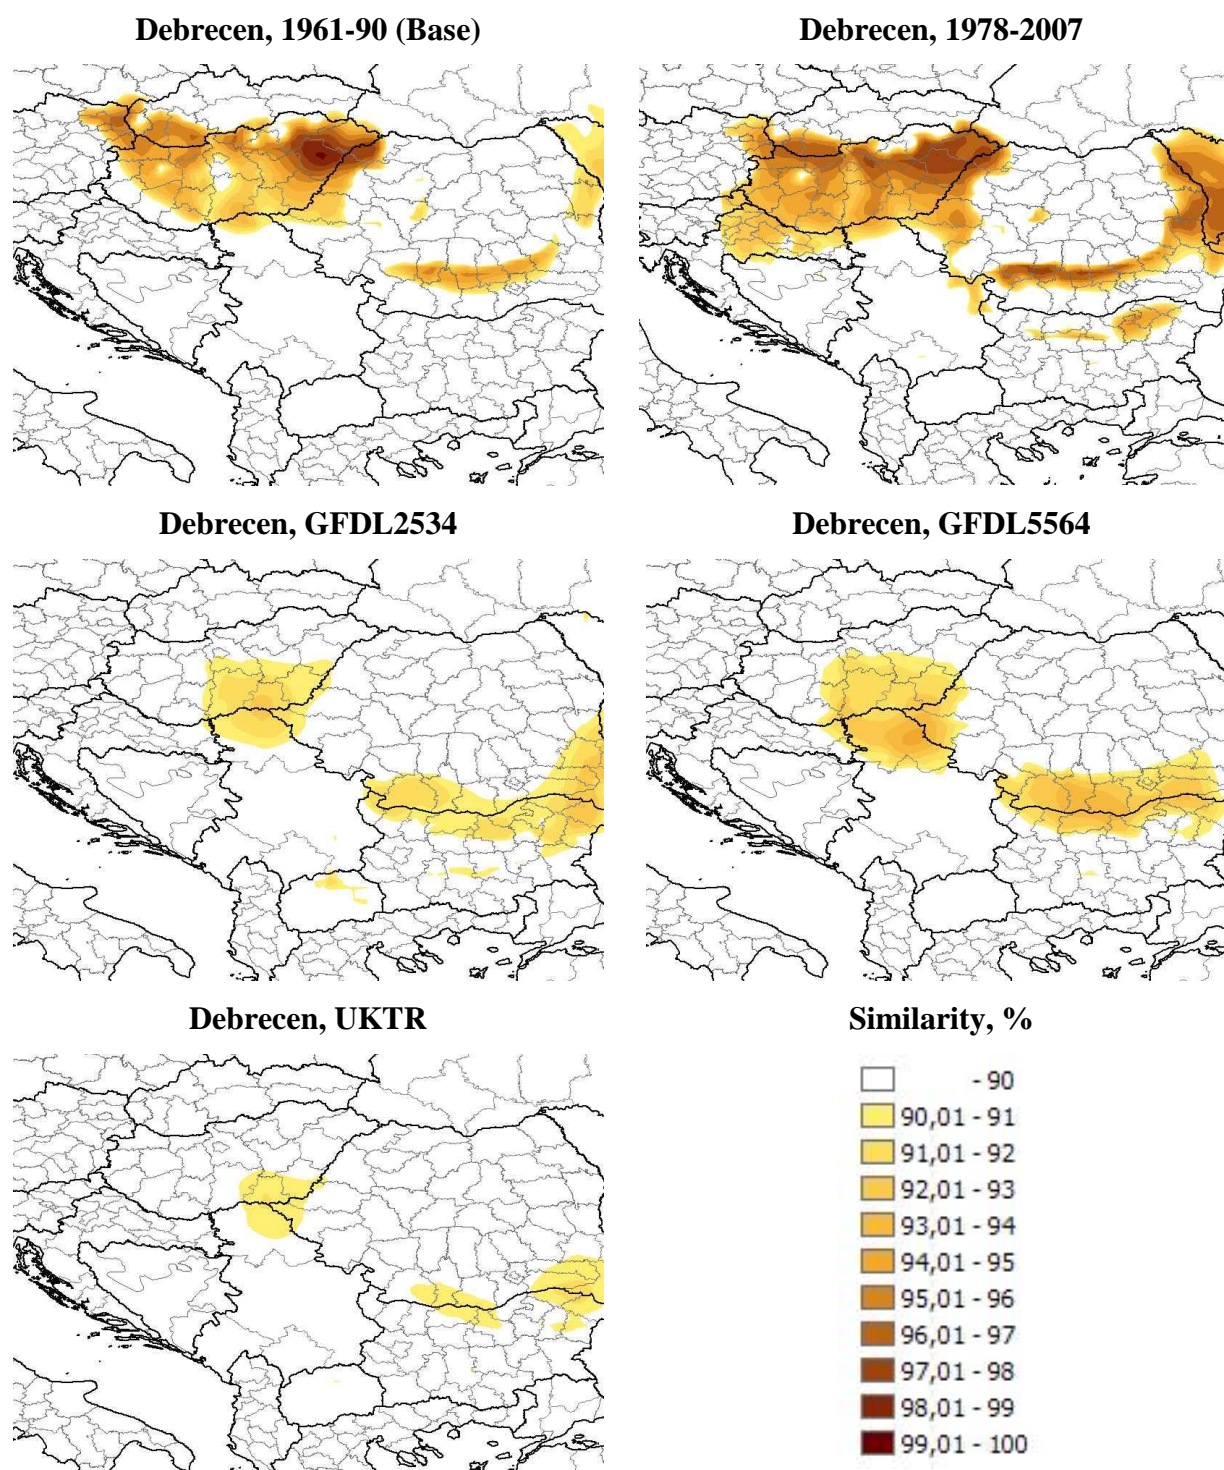 Debrecen, 1961-90 (Base)
Debrecen, 1978-2007
Debrecen, GFDL2534
Debrecen, GFDL5564
Debrecen, UKTR
Similarity, %
- 90
90,01 - 91
91,01 - 92
92,01 - 93
93,01 - 94
94,01 - 95
95,01 - 96
96,01 - 97
97,01 - 98
98,01 - 99
99,01 - 100